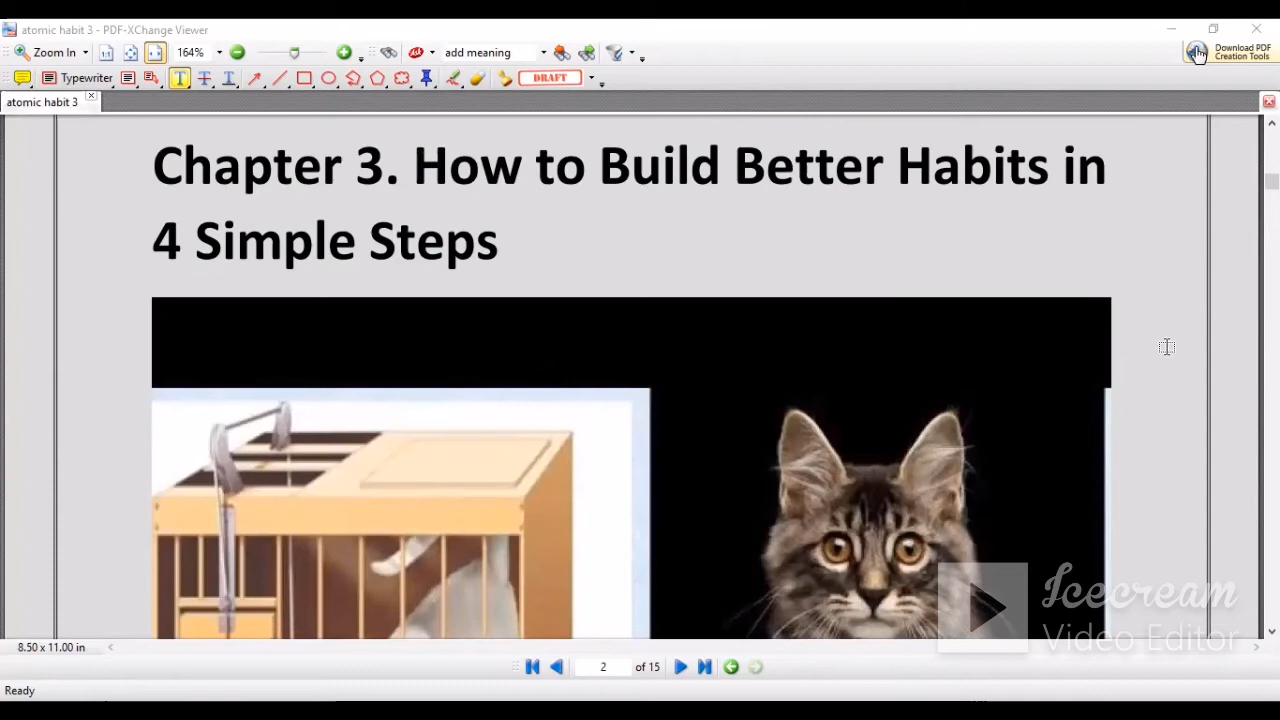 atomic habit 3 - PDF-XChange Viewer
Zoom In
164%
add meaning
Download PDF
Creation Tools
Typewriter
DRAFT
atomic habit 3
Chapter 3. How to Build Better Habits in
4 Simple Steps
Icecream
Video Editor
8.50 x 11.00 in
2
of 15
Ready